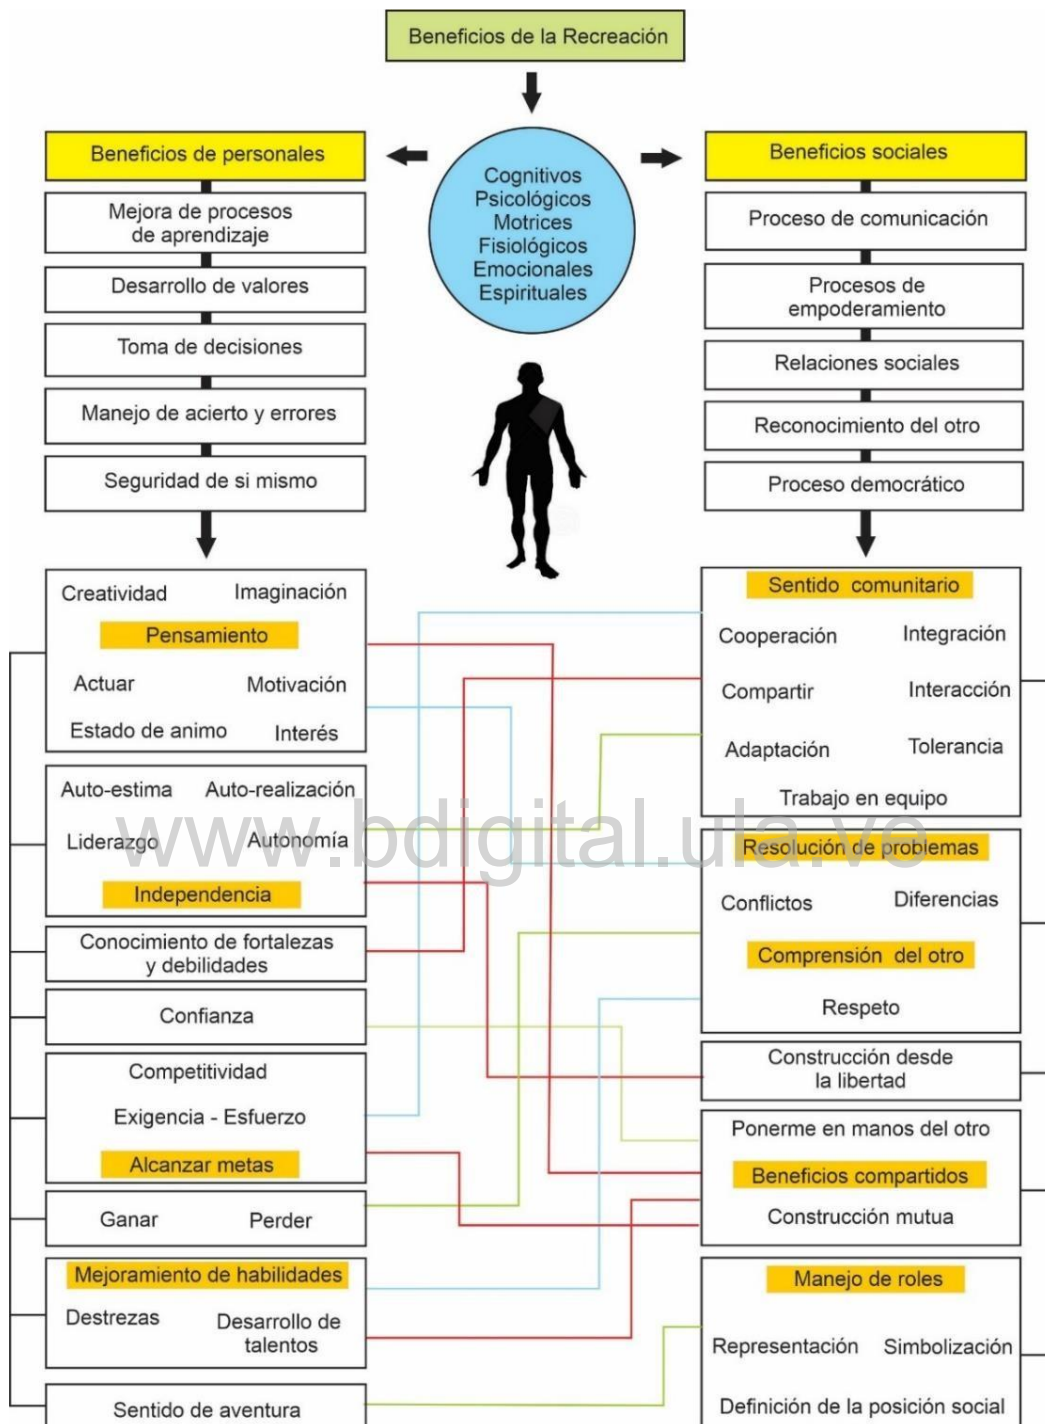 Beneficios de la Recreación
Beneficios de personales
Mejora de procesos
de aprendizaje
Desarrollo de valores
Toma de decisiones
Manejo de acierto y errores
Seguridad de si mismo
Cognitivos
Psicológicos
Motrices
Fisiológicos
Emocionales
Espirituales
Beneficios sociales
Proceso de comunicación
Procesos de
empoderamiento
Relaciones sociales
Reconocimiento del otro
Proceso democrático
Creatividad Imaginación
Pensamiento
Actuar Motivación
Estado de animo Interés
Auto-estima Auto-realización
Liderazgo Autonomía
Independencia
Conocimiento de fortalezas
y debilidades
Confianza
Competitividad
Exigencia - Esfuerzo
Alcanzar metas
Ganar Perder
Mejoramiento de habilidades
Destrezas Desarrollo de
talentos
Sentido de aventura
Sentido comunitario
Cooperación Integración
Compartir Interacción
Adaptación Tolerancia
Trabajo en equipo
Resolución de problemas
Conflictos Diferencias
Comprensión del otro
Respeto
Construcción desde
la libertad
Ponerme en manos del otro
Beneficios compartidos
Construcción mutua
Manejo de roles
Representación Simbolización
Definición de la posición social
www.bdigital.ula.ve